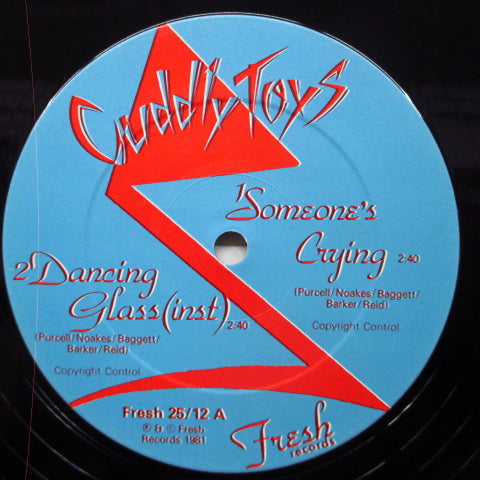 Cuddly Toys
1 Someone's
Crying 2:40
(Purcell/Noakes/Baggett/
Barker/Reid)
Copyright Control
2 Dancing
Glass (inst) 2:40
(Purcell/Noakes/Baggett/
Barker/Reid)
Copyright Control
Fresh 25/12 A
℗ & © Fresh
Records 1981
Fresh
records